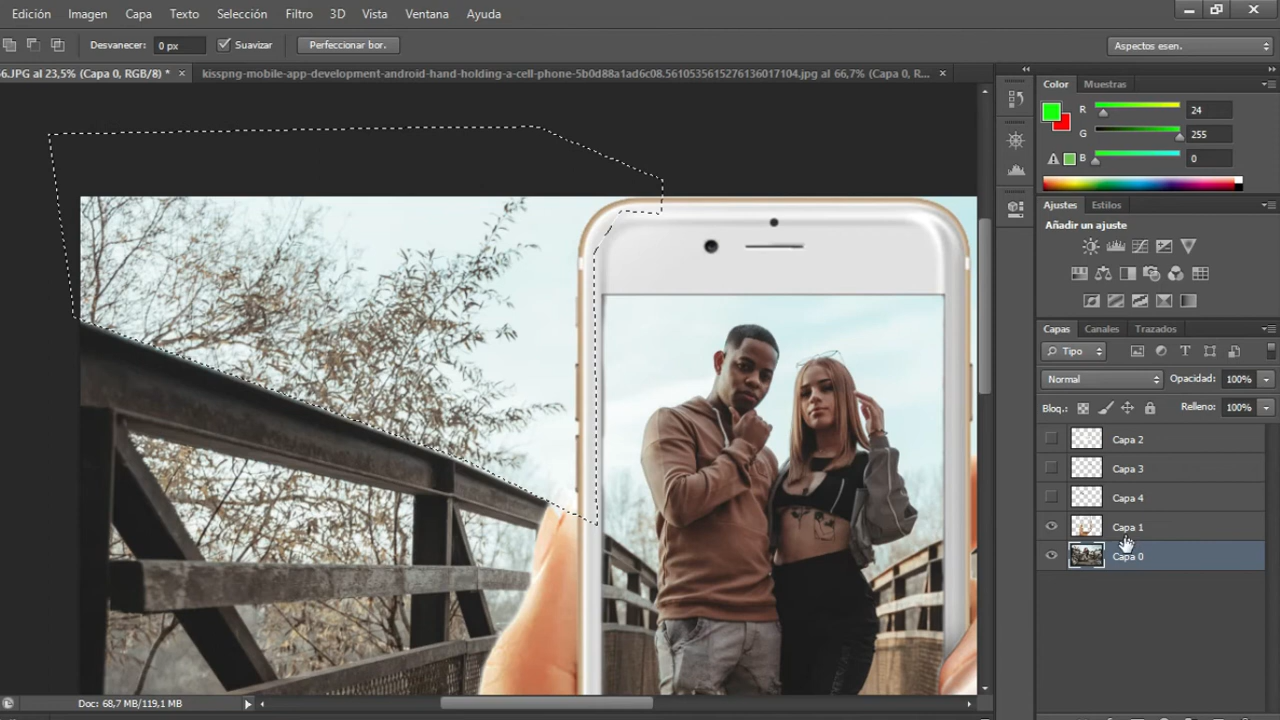 Edición Imagen Capa Texto Selección Filtro 3D Vista Ventana Ayuda
Desvanecer: 0 px Suavizar Perfeccionar bor. Aspectos esen.
6.JPG al 23,5% (Capa 0, RGB/8) * × kisspng-mobile-app-development-android-hand-holding-a-cell-phone-5b0d88a1ad6c08.5610535615276136017104.jpg al 66,7% (Capa 0, R... ×
Color Muestras
R 24
G 255
B 0
Ajustes Estilos
Añadir un ajuste
Capas Canales Trazados
Tipo
Normal Opacidad: 100%
Bloq.: Relleno: 100%
Capa 2
Capa 3
Capa 4
Capa 1
Capa 0
Doc: 68,7 MB/119,1 MB